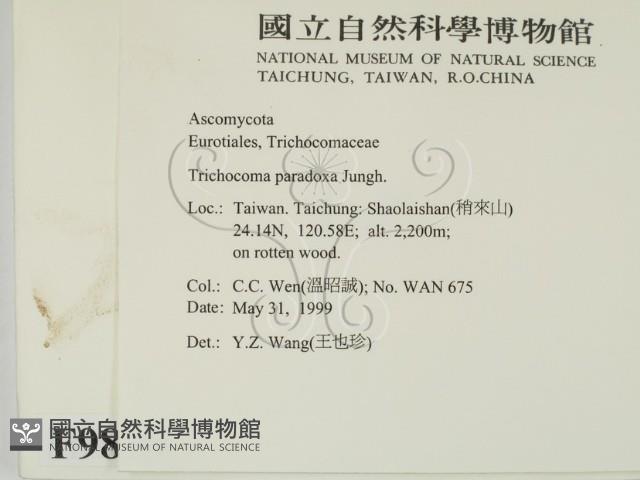 國立自然科學博物館
NATIONAL MUSEUM OF NATURAL SCIENCE
TAICHUNG, TAIWAN, R.O.CHINA
Ascomycota
Eurotiales, Trichocomaceae
Trichocoma paradoxa Jungh.
Loc.: Taiwan. Taichung: Shaolaishan(稍來山)
24.14N, 120.58E; alt. 2,200m;
on rotten wood.
Col.: C.C. Wen(溫昭誠); No. WAN 675
Date: May 31, 1999
Det.: Y.Z. Wang(王也珍)
國立自然科學博物館
NATIONAL MUSEUM OF NATURAL SCIENCE
F98